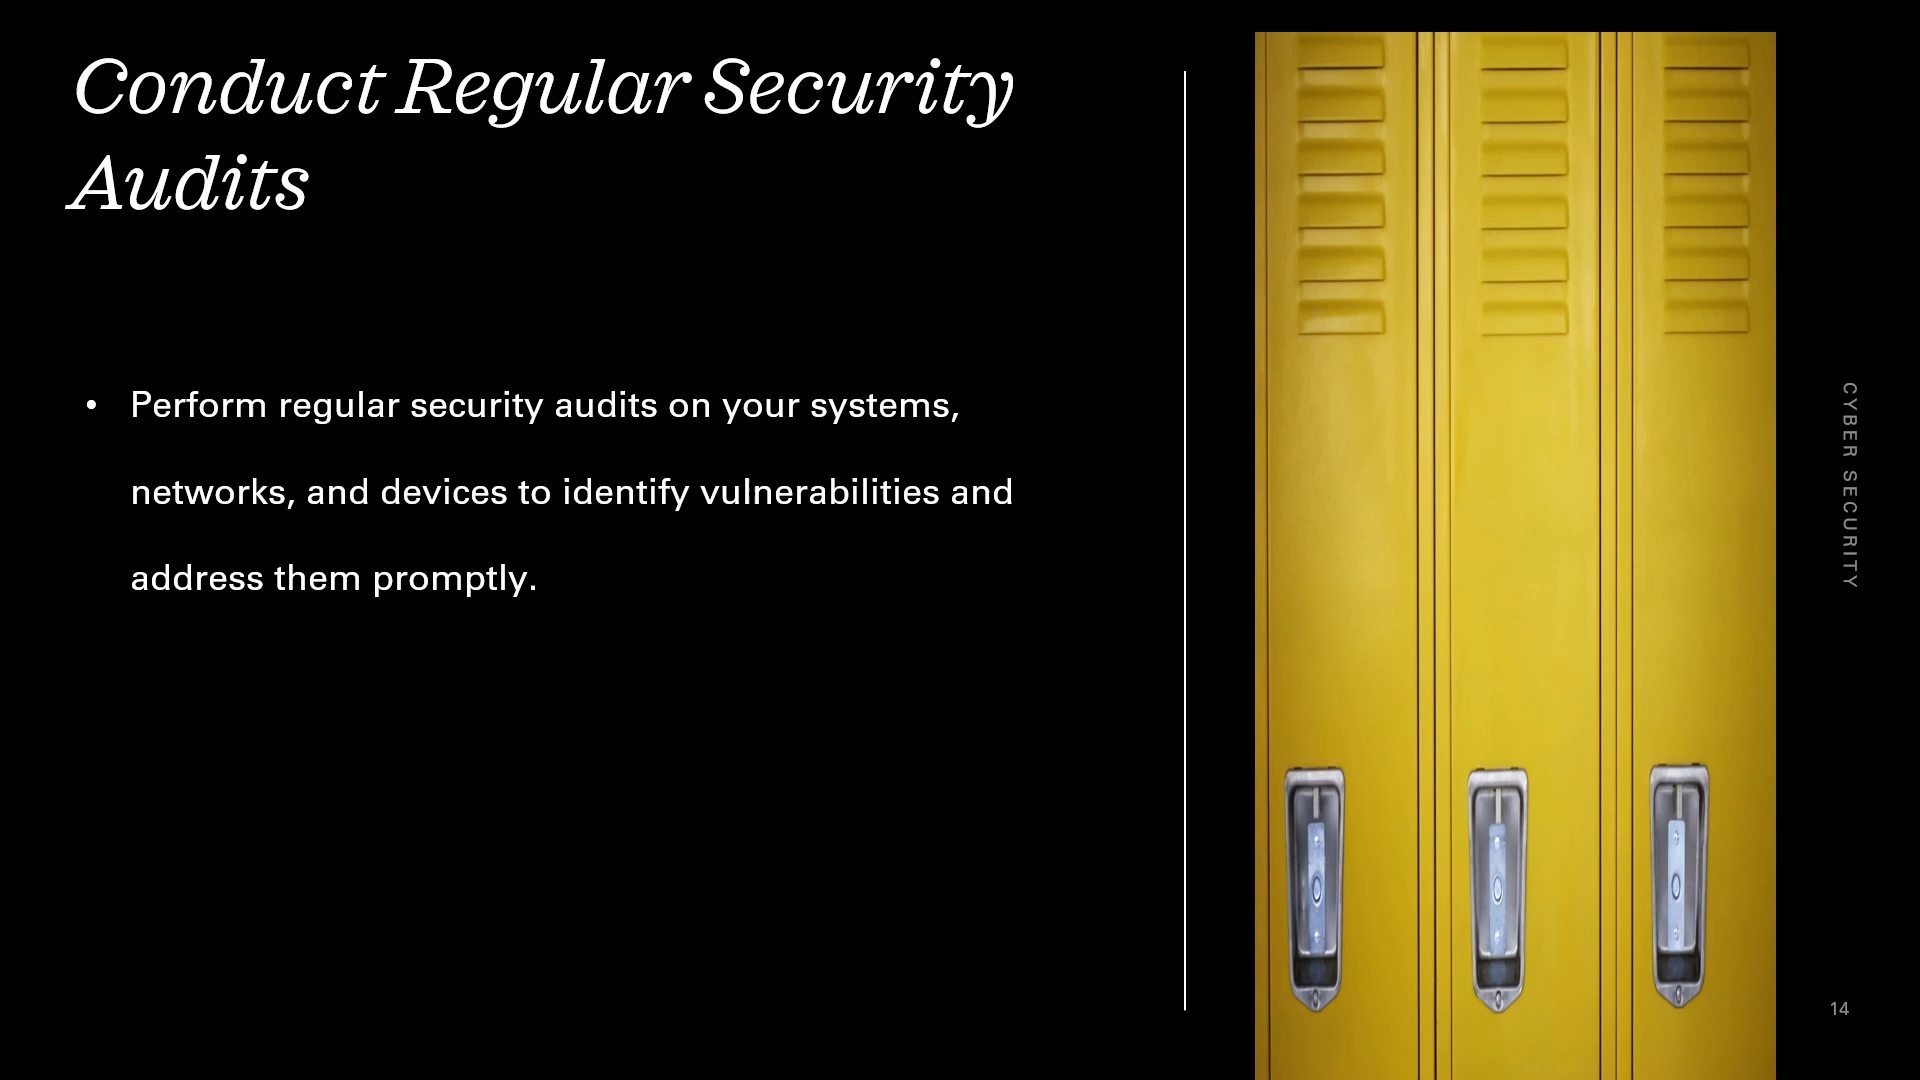 Conduct Regular Security
Audits
• Perform regular security audits on your systems,
networks, and devices to identify vulnerabilities and
address them promptly.
CYBER SECURITY
14